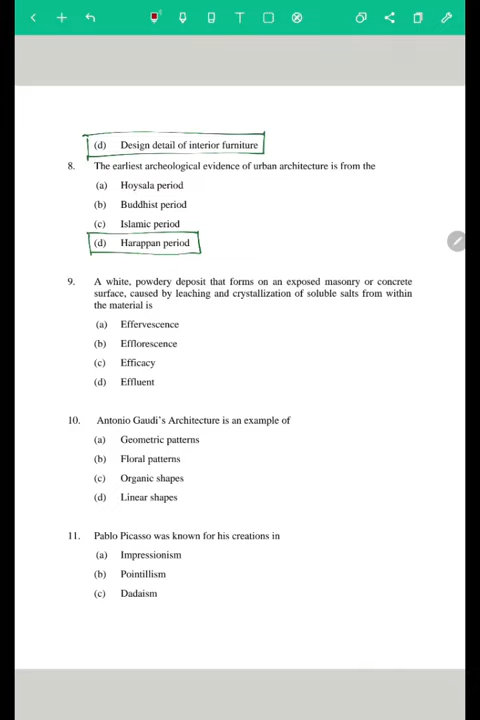 (d) Design detail of interior furniture
8. The earliest archeological evidence of urban architecture is from the
(a) Hoysala period
(b) Buddhist period
(c) Islamic period
(d) Harappan period
9. A white, powdery deposit that forms on an exposed masonry or concrete
surface, caused by leaching and crystallization of soluble salts from within
the material is
(a) Effervescence
(b) Efflorescence
(c) Efficacy
(d) Effluent
10. Antonio Gaudi's Architecture is an example of
(a) Geometric patterns
(b) Floral patterns
(c) Organic shapes
(d) Linear shapes
11. Pablo Picasso was known for his creations in
(a) Impressionism
(b) Pointillism
(c) Dadaism